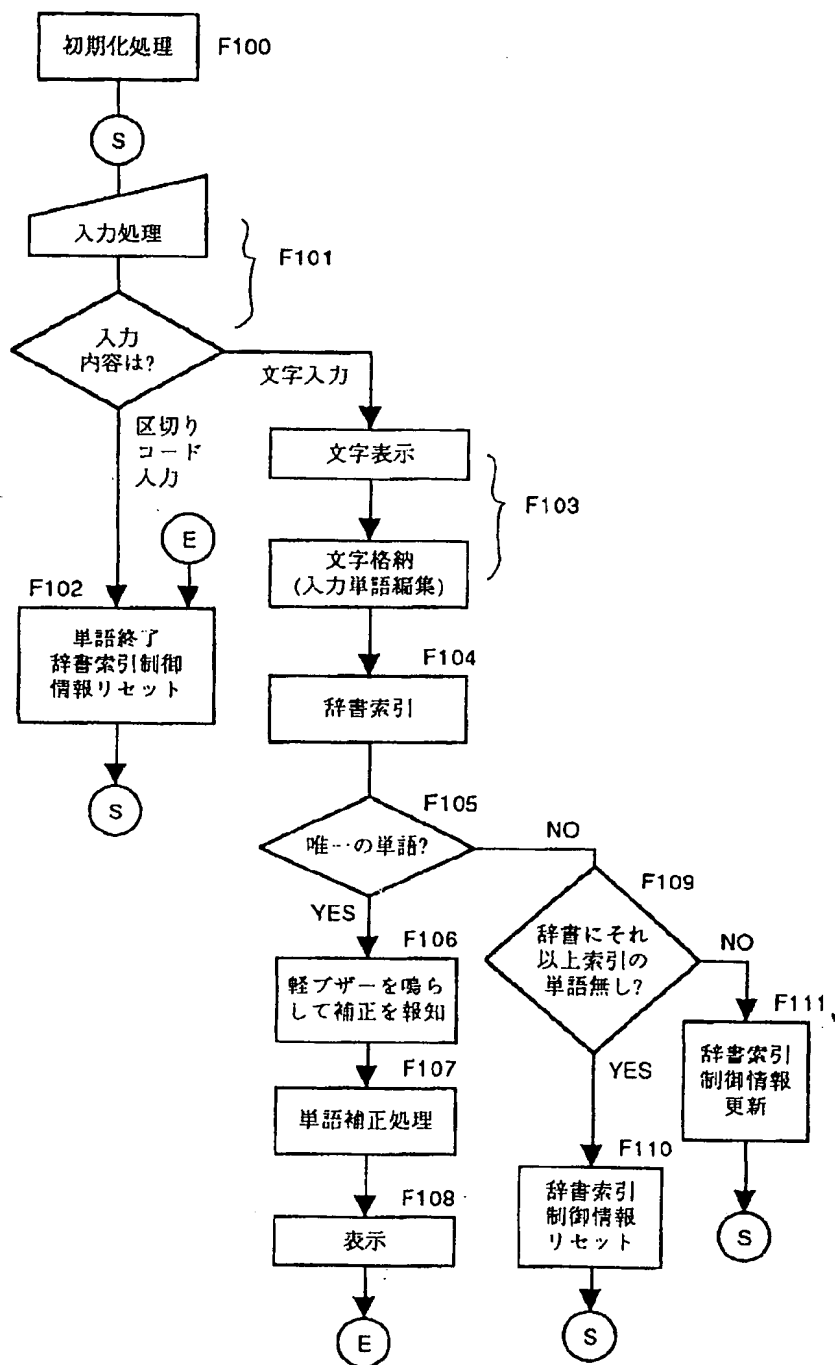 初期化処理
F100
S
入力処理
F101
入力
内容は?
文字入力
区切り
コード
入力
文字表示
F103
E
文字格納
(入力単語編集)
F102
単語終了
辞書索引制御
情報リセット
F104
辞書索引
S
F105
唯一の単語?
NO
YES
F109
辞書にそれ
以上索引の
単語無し?
NO
F106
軽ブザーを鳴ら
して補正を報知
F111
辞書索引
制御情報
更新
F107
単語補正処理
YES
F110
辞書索引
制御情報
リセット
F108
表示
S
E
S